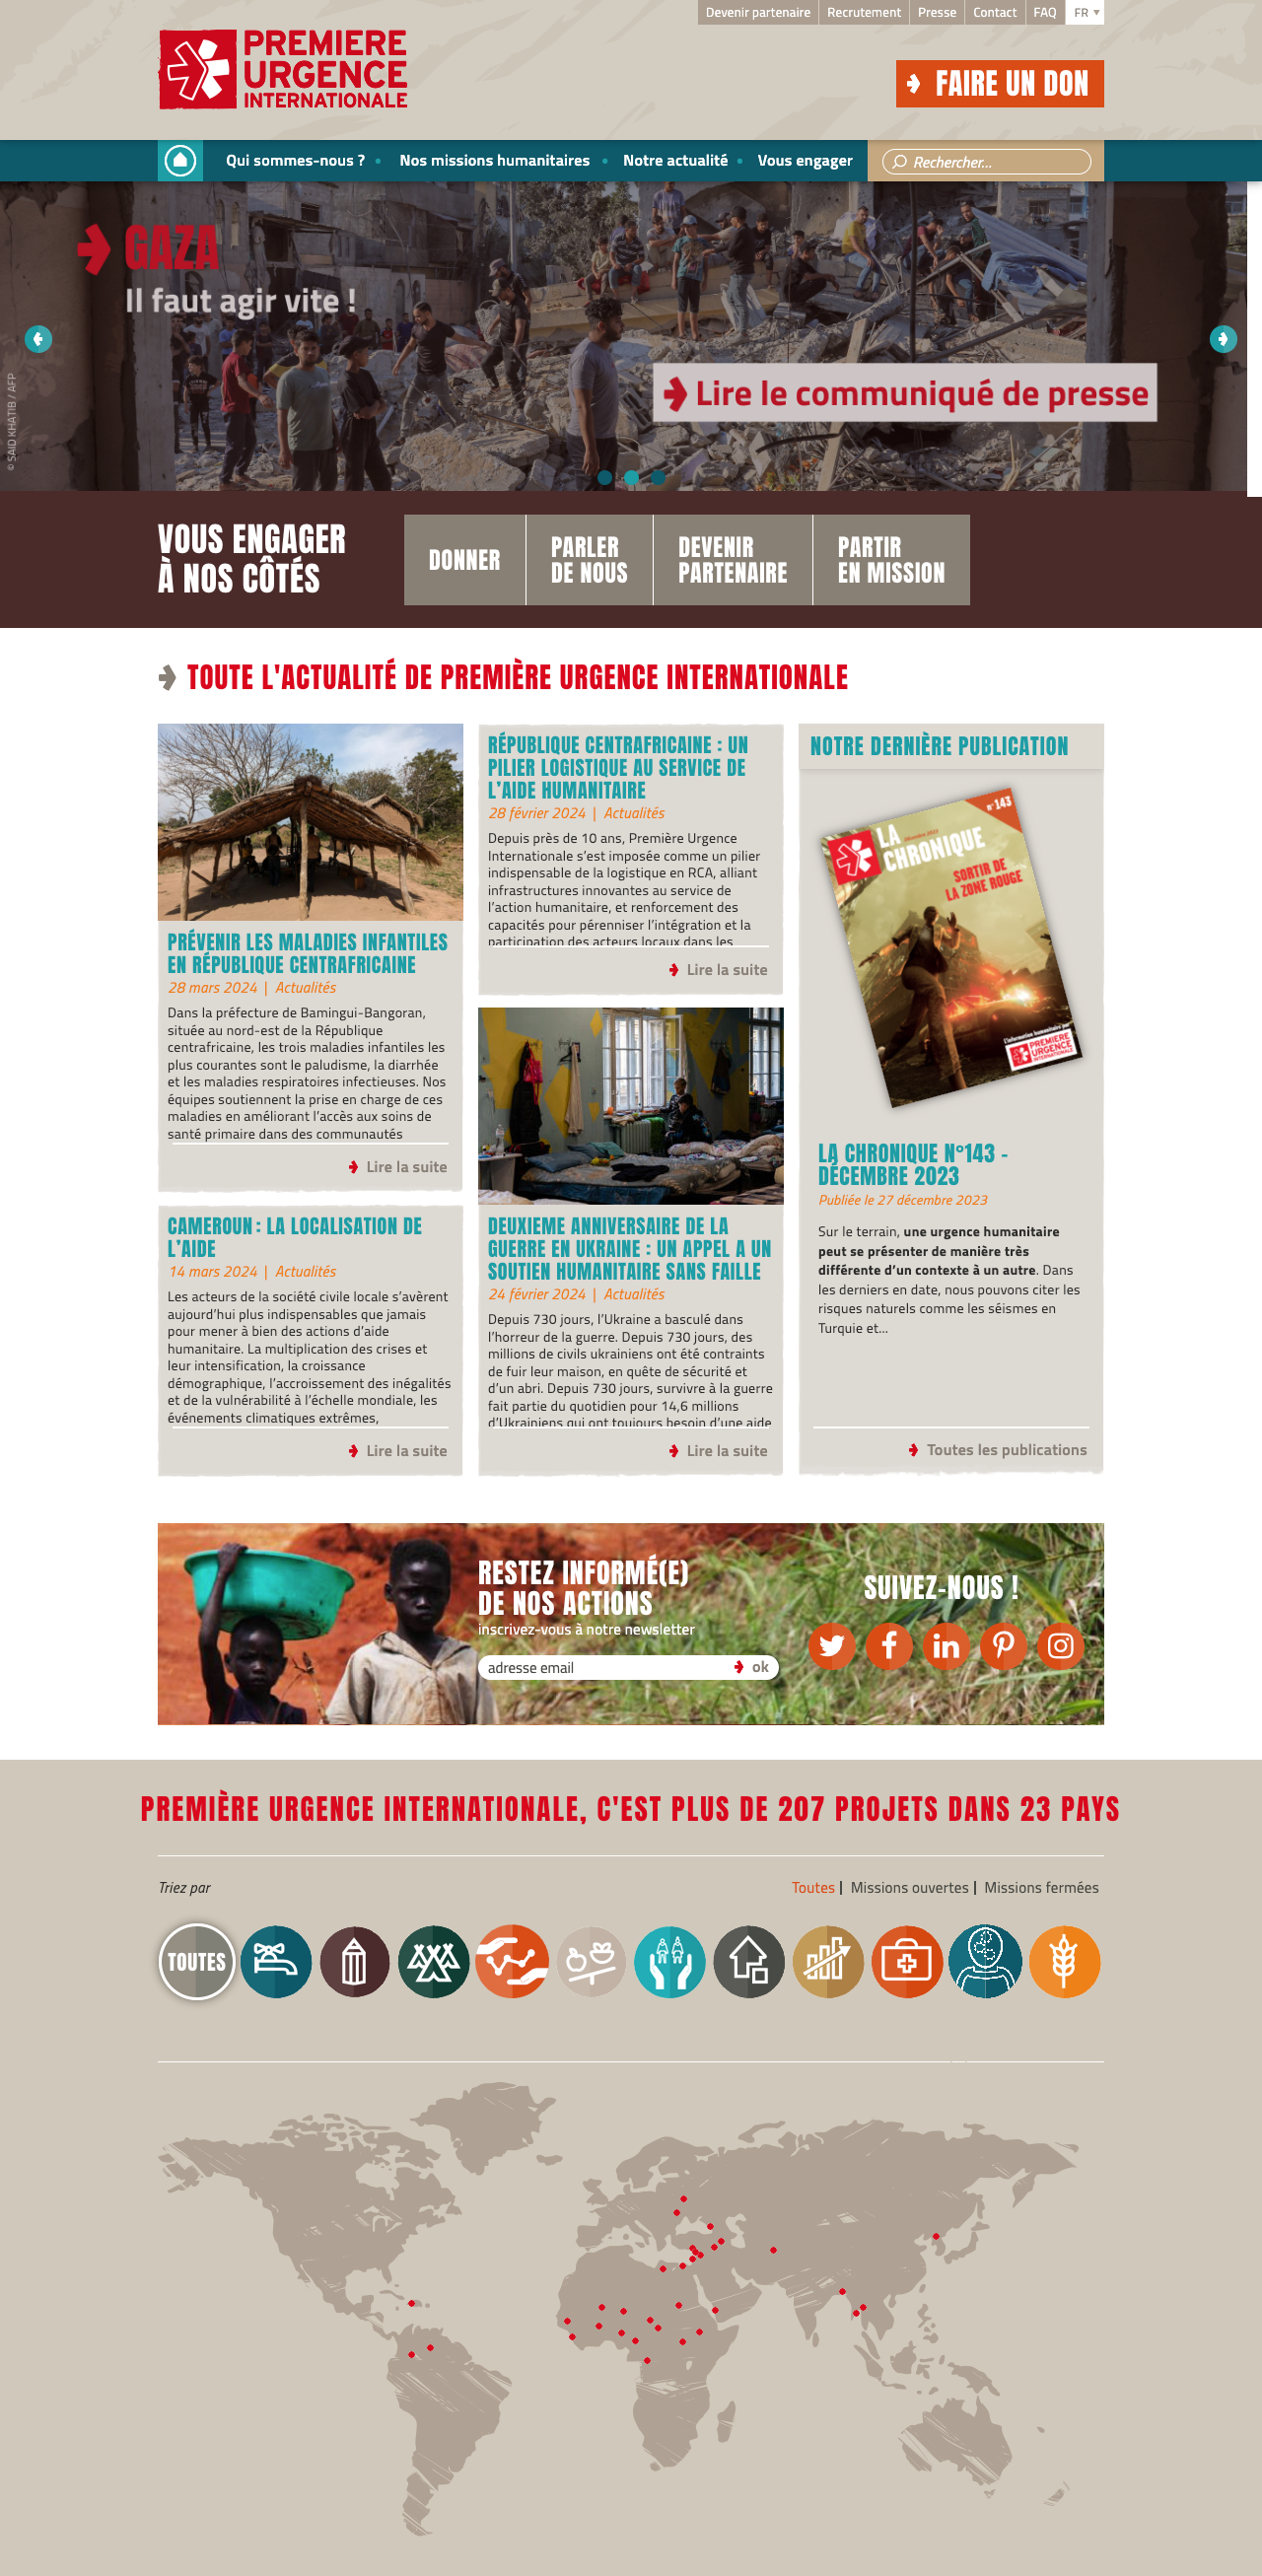 Devenir partenaire
Recrutement
Presse
Contact
FAQ
FR
PREMIERE
URGENCE
INTERNATIONALE
FAIRE UN DON
Qui sommes-nous ?
Nos missions humanitaires
Notre actualité
Vous engager
Rechercher...
GAZA
Il faut agir vite !
Lire le communiqué de presse
© SAID KHATIB / AFP
VOUS ENGAGER
À NOS CÔTÉS
DONNER
PARLER
DE NOUS
DEVENIR
PARTENAIRE
PARTIR
EN MISSION
TOUTE L'ACTUALITÉ DE PREMIÈRE URGENCE INTERNATIONALE
PRÉVENIR LES MALADIES INFANTILES
EN RÉPUBLIQUE CENTRAFRICAINE
28 mars 2024 | Actualités
Dans la préfecture de Bamingui-Bangoran,
située au nord-est de la République
centrafricaine, les trois maladies infantiles les
plus courantes sont le paludisme, la diarrhée
et les maladies respiratoires infectieuses. Nos
équipes soutiennent la prise en charge de ces
maladies en améliorant l’accès aux soins de
santé primaire dans des communautés
Lire la suite
CAMEROUN : LA LOCALISATION DE
L’AIDE
14 mars 2024 | Actualités
Les acteurs de la société civile locale s’avèrent
aujourd’hui plus indispensables que jamais
pour mener à bien des actions d’aide
humanitaire. La multiplication des crises et
leur intensification, la croissance
démographique, l’accroissement des inégalités
et de la vulnérabilité à l’échelle mondiale, les
événements climatiques extrêmes,
Lire la suite
RÉPUBLIQUE CENTRAFRICAINE : UN
PILIER LOGISTIQUE AU SERVICE DE
L’AIDE HUMANITAIRE
28 février 2024 | Actualités
Depuis près de 10 ans, Première Urgence
Internationale s’est imposée comme un pilier
indispensable de la logistique en RCA, alliant
infrastructures innovantes au service de
l’action humanitaire, et renforcement des
capacités pour pérenniser l’intégration et la
participation des acteurs locaux dans les
Lire la suite
DEUXIEME ANNIVERSAIRE DE LA
GUERRE EN UKRAINE : UN APPEL A UN
SOUTIEN HUMANITAIRE SANS FAILLE
24 février 2024 | Actualités
Depuis 730 jours, l’Ukraine a basculé dans
l’horreur de la guerre. Depuis 730 jours, des
millions de civils ukrainiens ont été contraints
de fuir leur maison, en quête de sécurité et
d’un abri. Depuis 730 jours, survivre à la guerre
fait partie du quotidien pour 14,6 millions
d’Ukrainiens qui ont toujours besoin d’une aide
Lire la suite
NOTRE DERNIÈRE PUBLICATION
n°143
Décembre 2023
LA
CHRONIQUE
SORTIR DE
LA ZONE ROUGE
L'information humanitaire par
PREMIERE
URGENCE
INTERNATIONALE
LA CHRONIQUE N°143 -
DÉCEMBRE 2023
Publiée le 27 décembre 2023
Sur le terrain, une urgence humanitaire
peut se présenter de manière très
différente d’un contexte à un autre. Dans
les derniers en date, nous pouvons citer les
risques naturels comme les séismes en
Turquie et...
Toutes les publications
RESTEZ INFORMÉ(E)
DE NOS ACTIONS
inscrivez-vous à notre newsletter
adresse email
ok
SUIVEZ-NOUS !
PREMIÈRE URGENCE INTERNATIONALE, C'EST PLUS DE 207 PROJETS DANS 23 PAYS
Triez par
Toutes | Missions ouvertes | Missions fermées
TOUTES